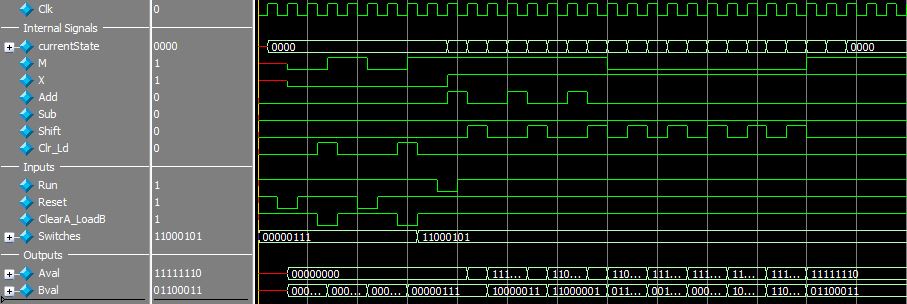 Clk 0
Internal Signals
currentState 0000 0000 0000
M 1
X 1
Add 0
Sub 0
Shift 0
Clr_Ld 0
Inputs
Run 1
Reset 1
ClearA_LoadB 1
Switches 11000101 00000111 11000101
Outputs
Aval 11111110 00000000 111... 110... 110... 111... 111... 11... 110... 11111110
Bval 01100011 000... 000... 000... 00000111 10000011 11000001 011... 001... 000... 10... 110... 01100011